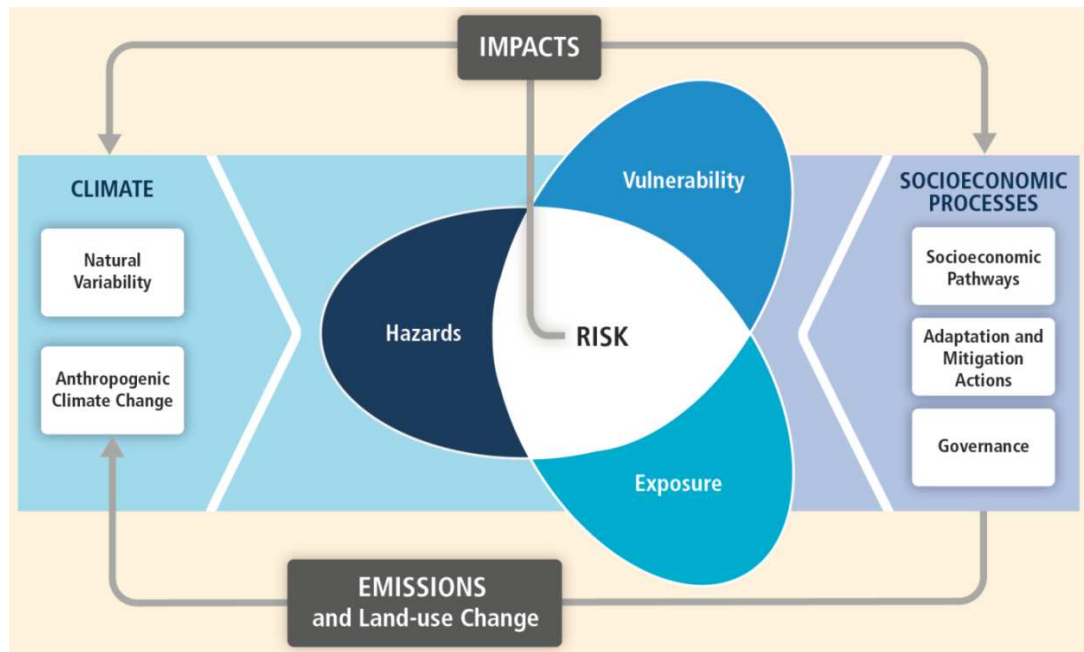 IMPACTS
CLIMATE
Natural
Variability
Anthropogenic
Climate Change
Vulnerability
Hazards
RISK
Exposure
SOCIOECONOMIC
PROCESSES
Socioeconomic
Pathways
Adaptation and
Mitigation
Actions
Governance
EMISSIONS
and Land-use Change